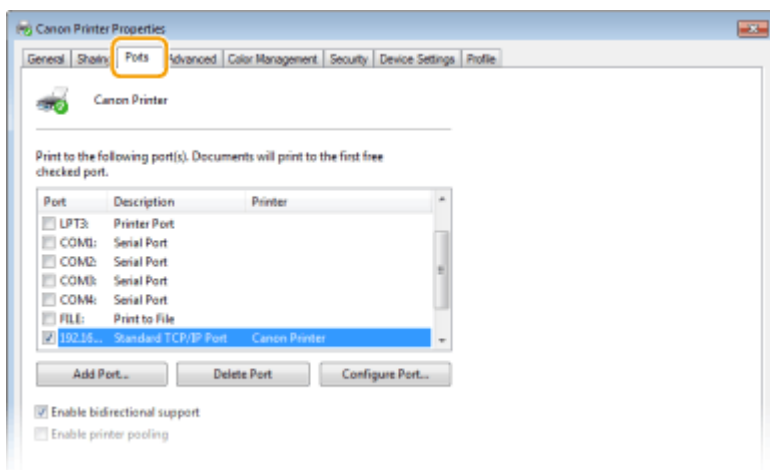 Canon Printer Properties
General Sharing Ports Advanced Color Management Security Device Settings Profile
Canon Printer
Print to the following port(s). Documents will print to the first free
checked port.
Port Description Printer
LPT3: Printer Port
COM1: Serial Port
COM2: Serial Port
COM3: Serial Port
COM4: Serial Port
FILE: Print to File
192.16... Standard TCP/IP Port Canon Printer
Add Port... Delete Port Configure Port...
Enable bidirectional support
Enable printer pooling